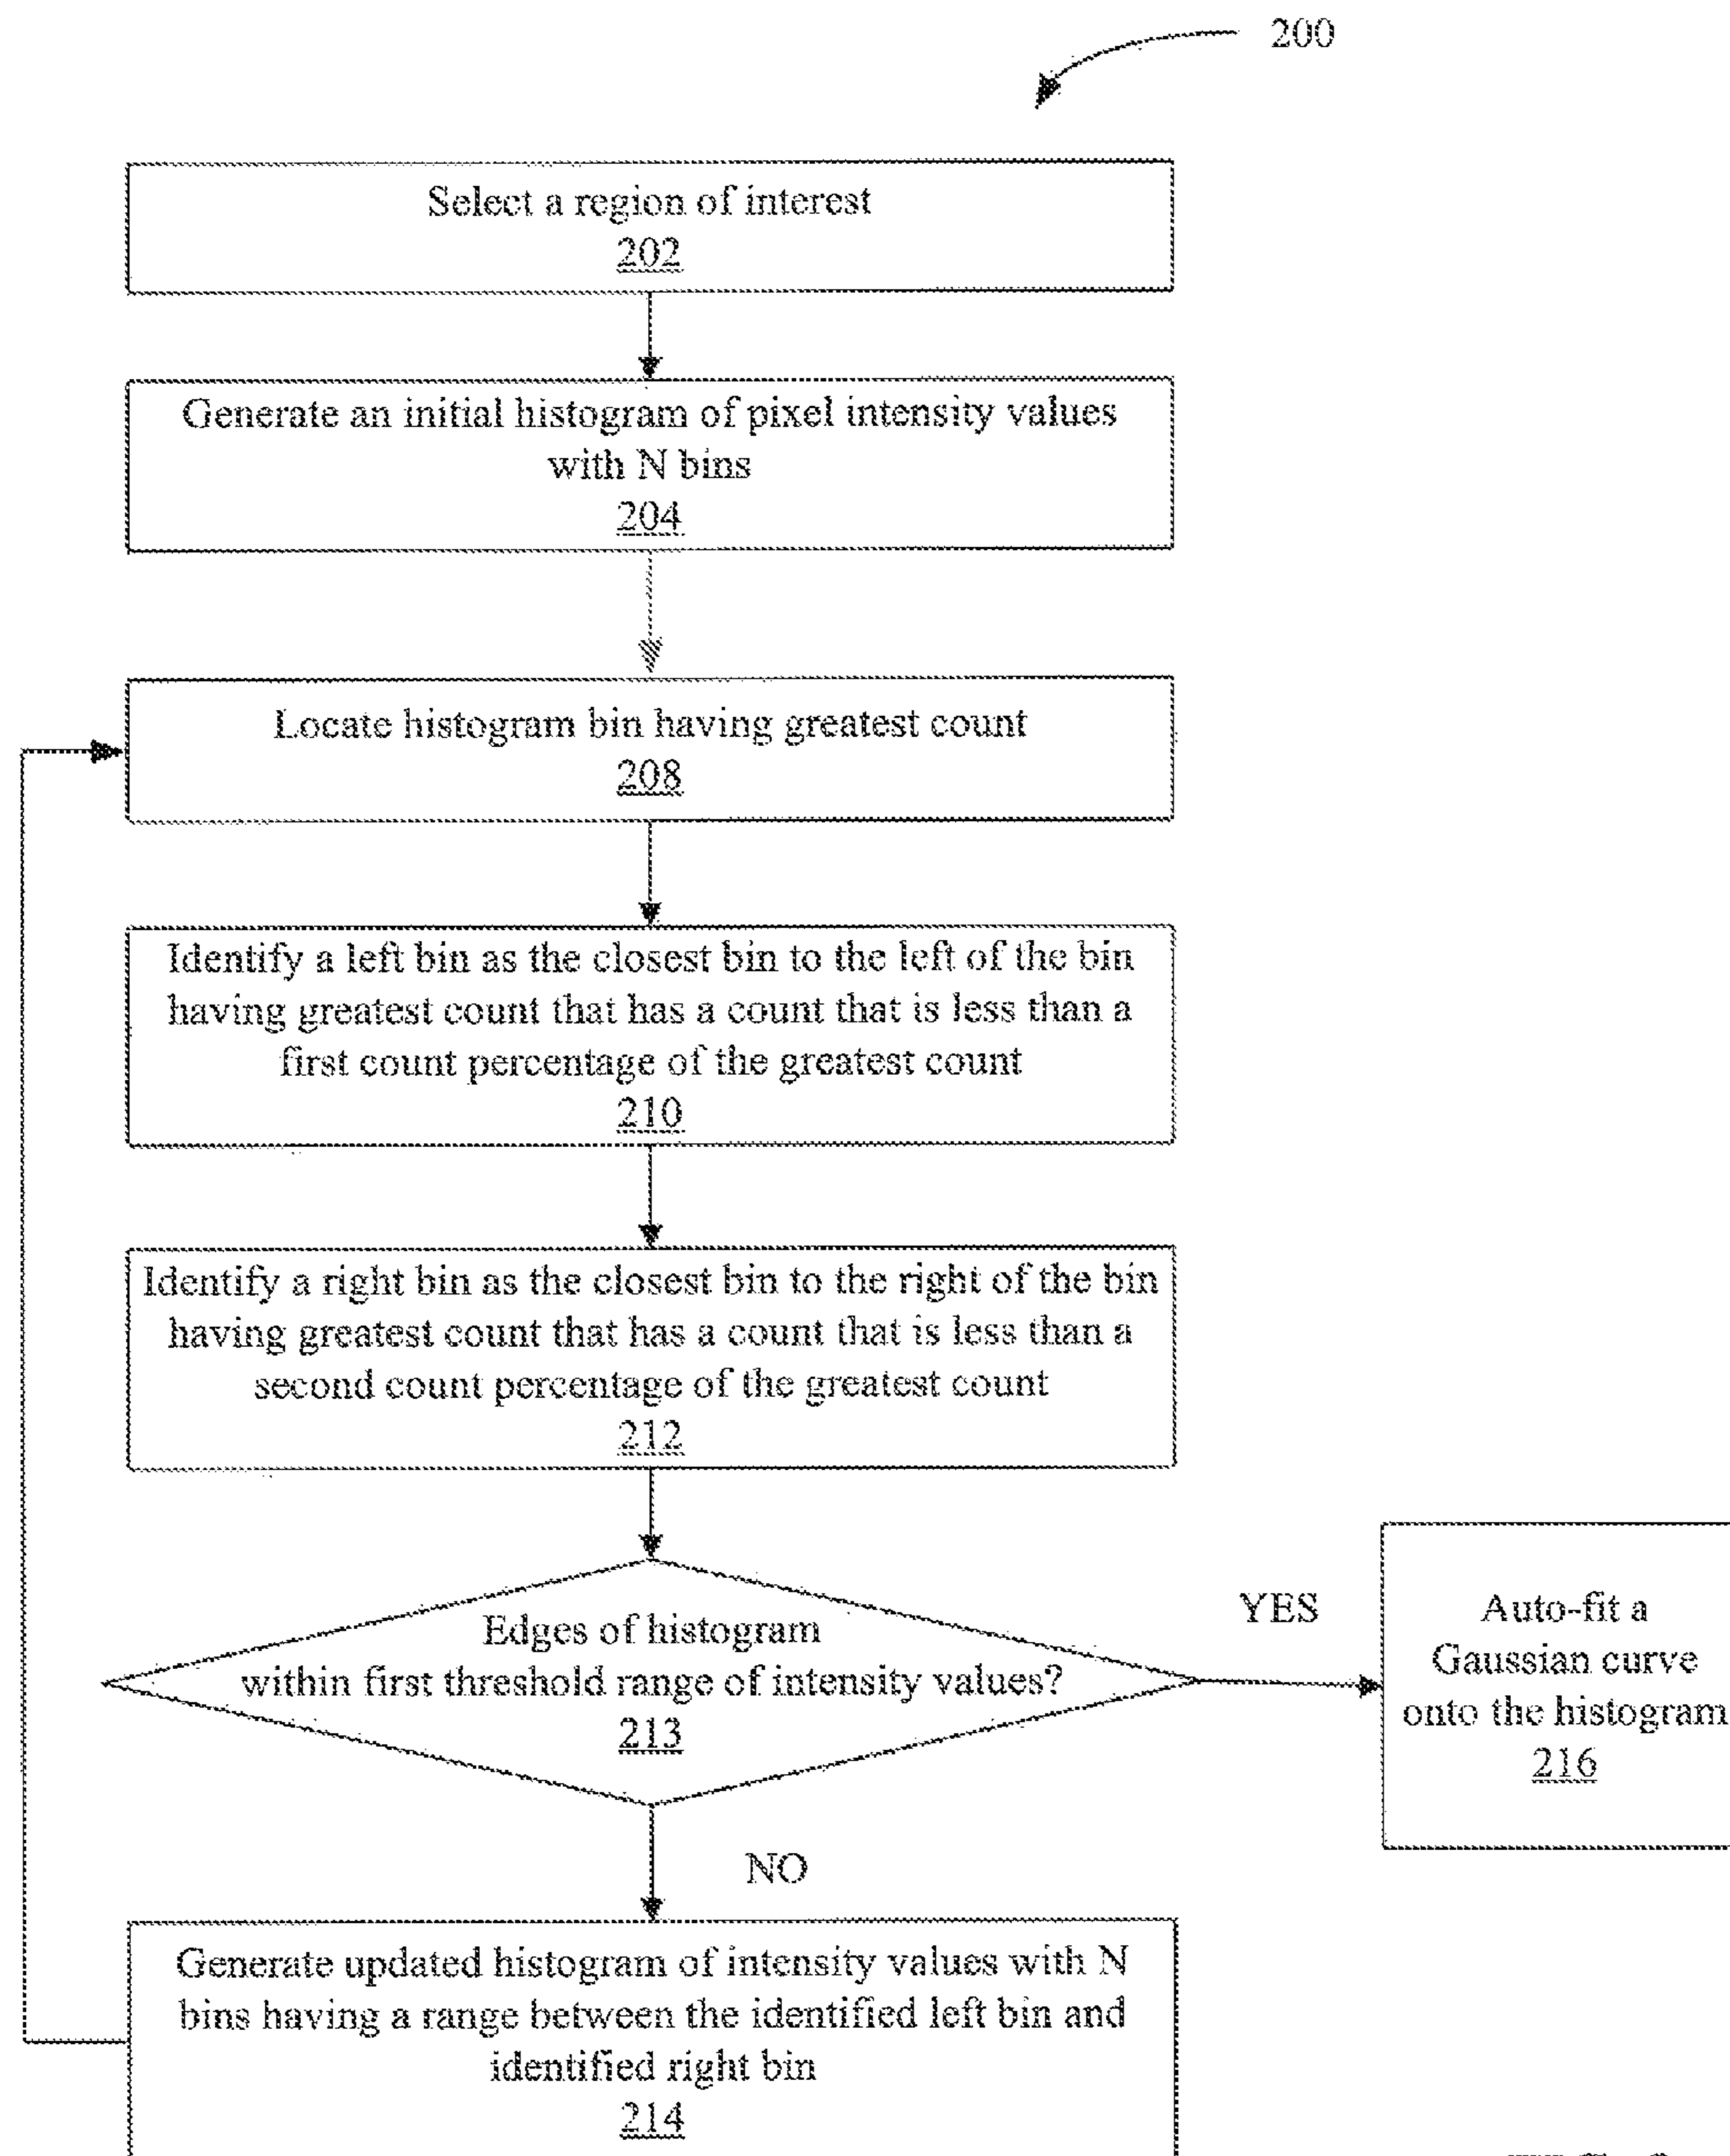 200
Select a region of interest
202
Generate an initial histogram of pixel intensity values
with N bins
204
Locate histogram bin having greatest count
208
Identify a left bin as the closest bin to the left of the bin
having greatest count that has a count that is less than a
first count percentage of the greatest count
210
Identify a right bin as the closest bin to the right of the bin
having greatest count that has a count that is less than a
second count percentage of the greatest count
212
Edges of histogram
within first threshold range of intensity values?
213
YES
Auto-fit a
Gaussian curve
onto the histogram
216
NO
Generate updated histogram of intensity values with N
bins having a range between the identified left bin and
identified right bin
214